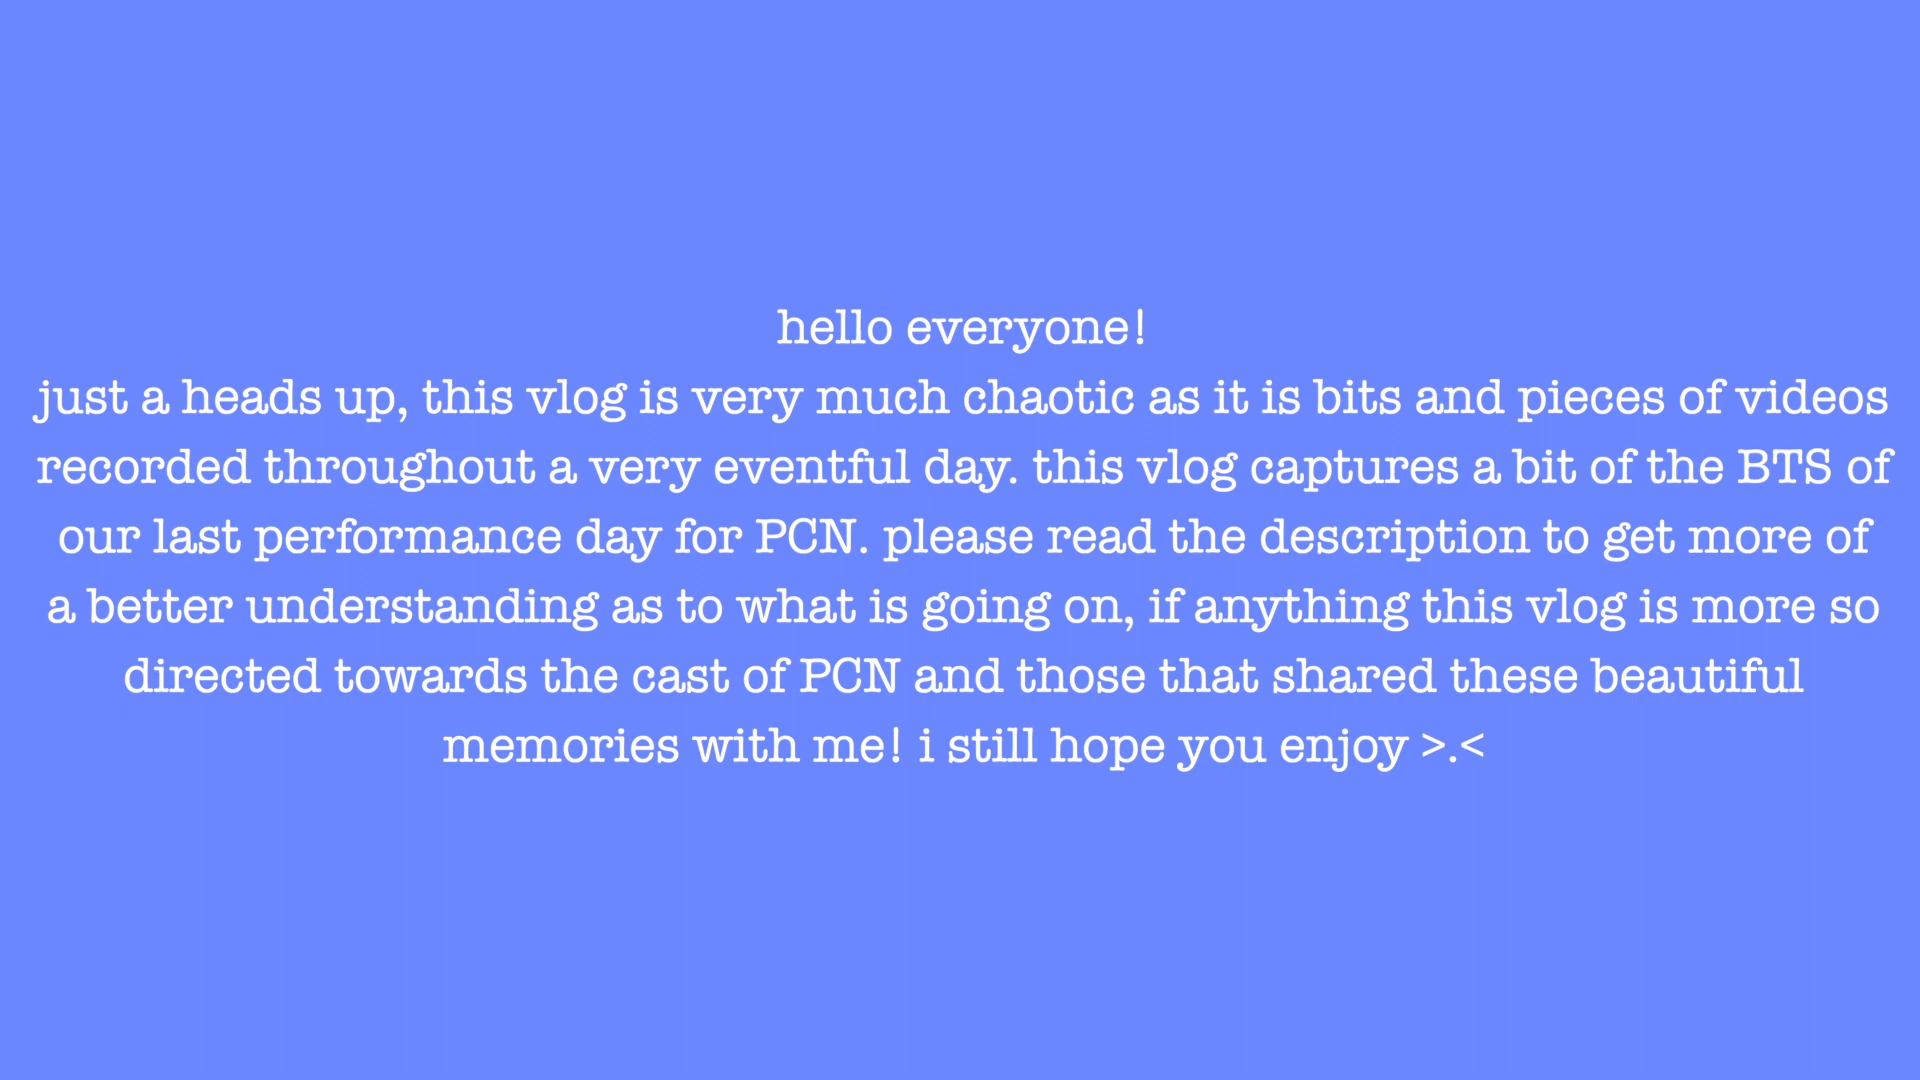 hello everyone!
just a heads up, this vlog is very much chaotic as it is bits and pieces of videos
recorded throughout a very eventful day. this vlog captures a bit of the BTS of
our last performance day for PCN. please read the description to get more of
a better understanding as to what is going on, if anything this vlog is more so
directed towards the cast of PCN and those that shared these beautiful
memories with me! i still hope you enjoy >.<